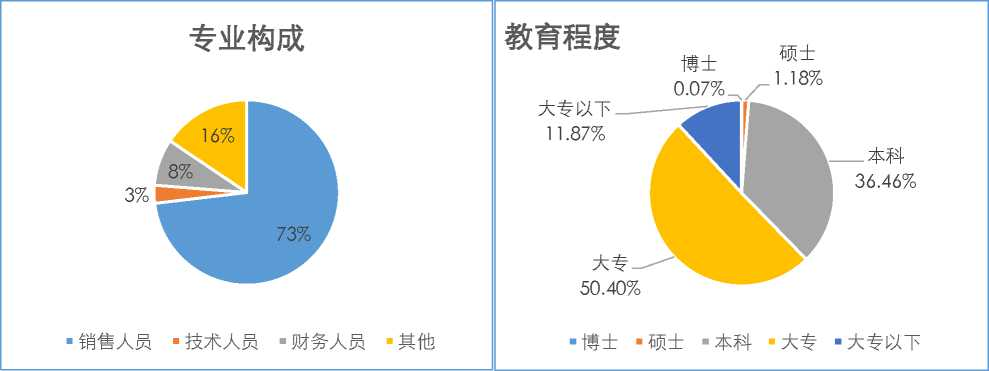 专业构成
16%
8%
3%
73%
销售人员 技术人员 财务人员 其他
教育程度
博士
0.07%
硕士
1.18%
大专以下
11.87%
本科
36.46%
大专
50.40%
博士 硕士 本科 大专 大专以下